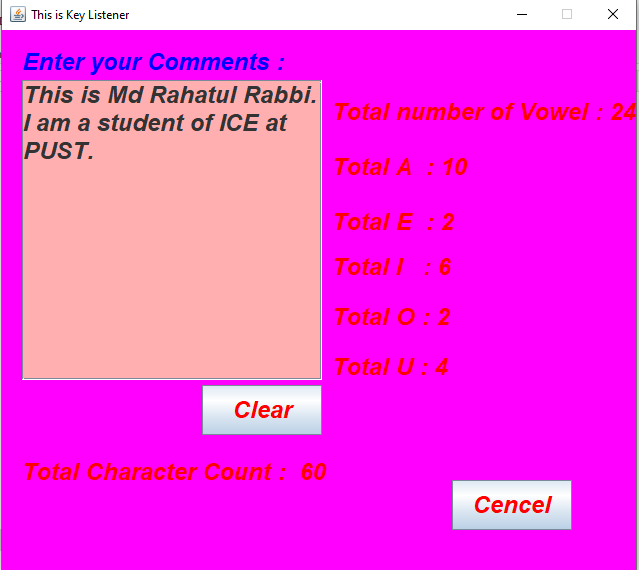 This is Key Listener
Enter your Comments :
This is Md Rahatul Rabbi.
I am a student of ICE at
PUST.
Total number of Vowel : 24
Total A : 10
Total E : 2
Total I : 6
Total O : 2
Total U : 4
Clear
Total Character Count : 60
Cencel